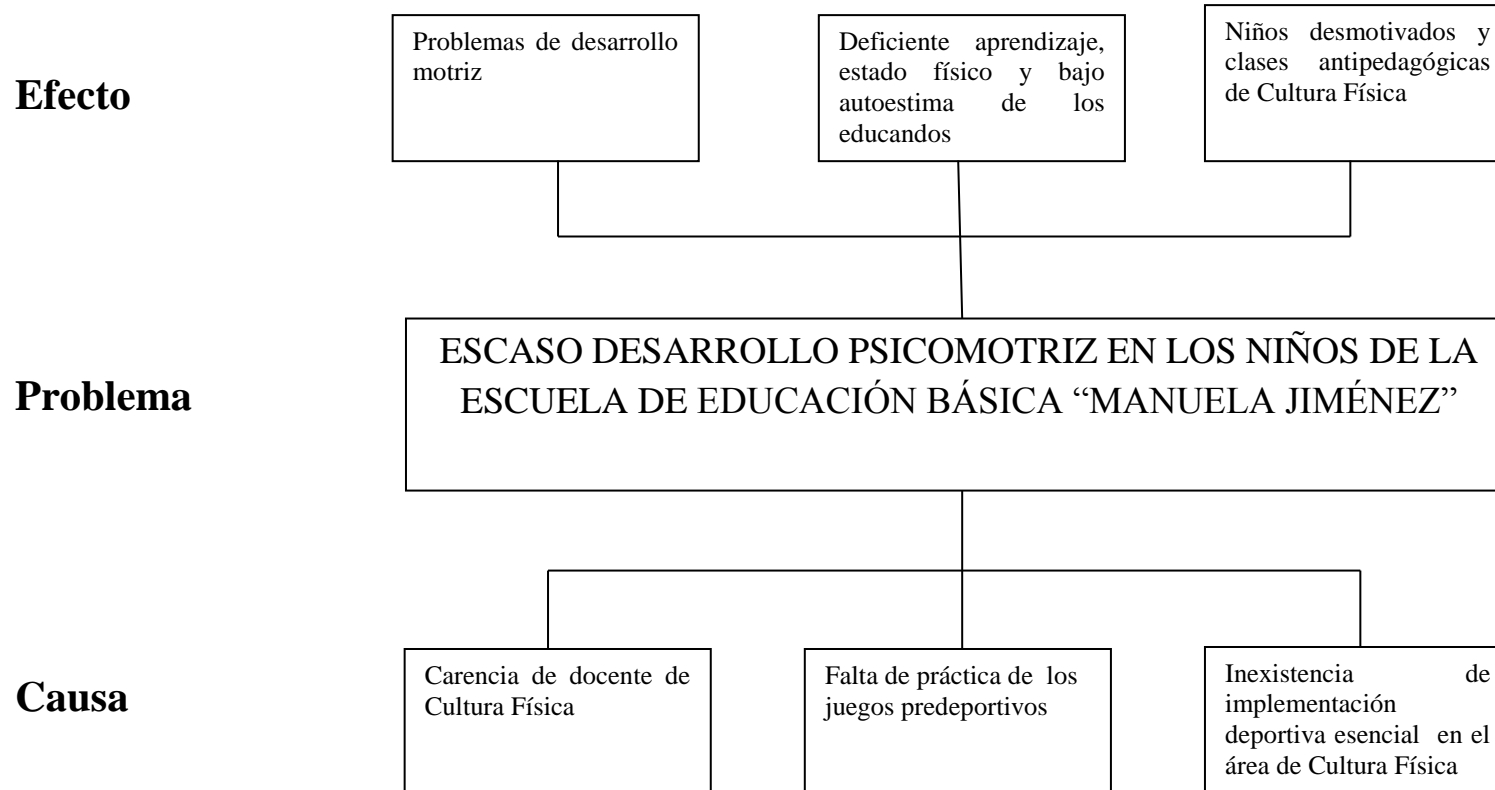 Efecto
Problemas de desarrollo
motriz
Deficiente aprendizaje,
estado físico y bajo
autoestima de los
educandos
Niños desmotivados y
clases antipedagógicas
de Cultura Física
Problema
ESCASO DESARROLLO PSICOMOTRIZ EN LOS NIÑOS DE LA
ESCUELA DE EDUCACIÓN BÁSICA “MANUELA JIMÉNEZ”
Causa
Carencia de docente de
Cultura Física
Falta de práctica de los
juegos predeportivos
Inexistencia de
implementación
deportiva esencial en el
área de Cultura Física